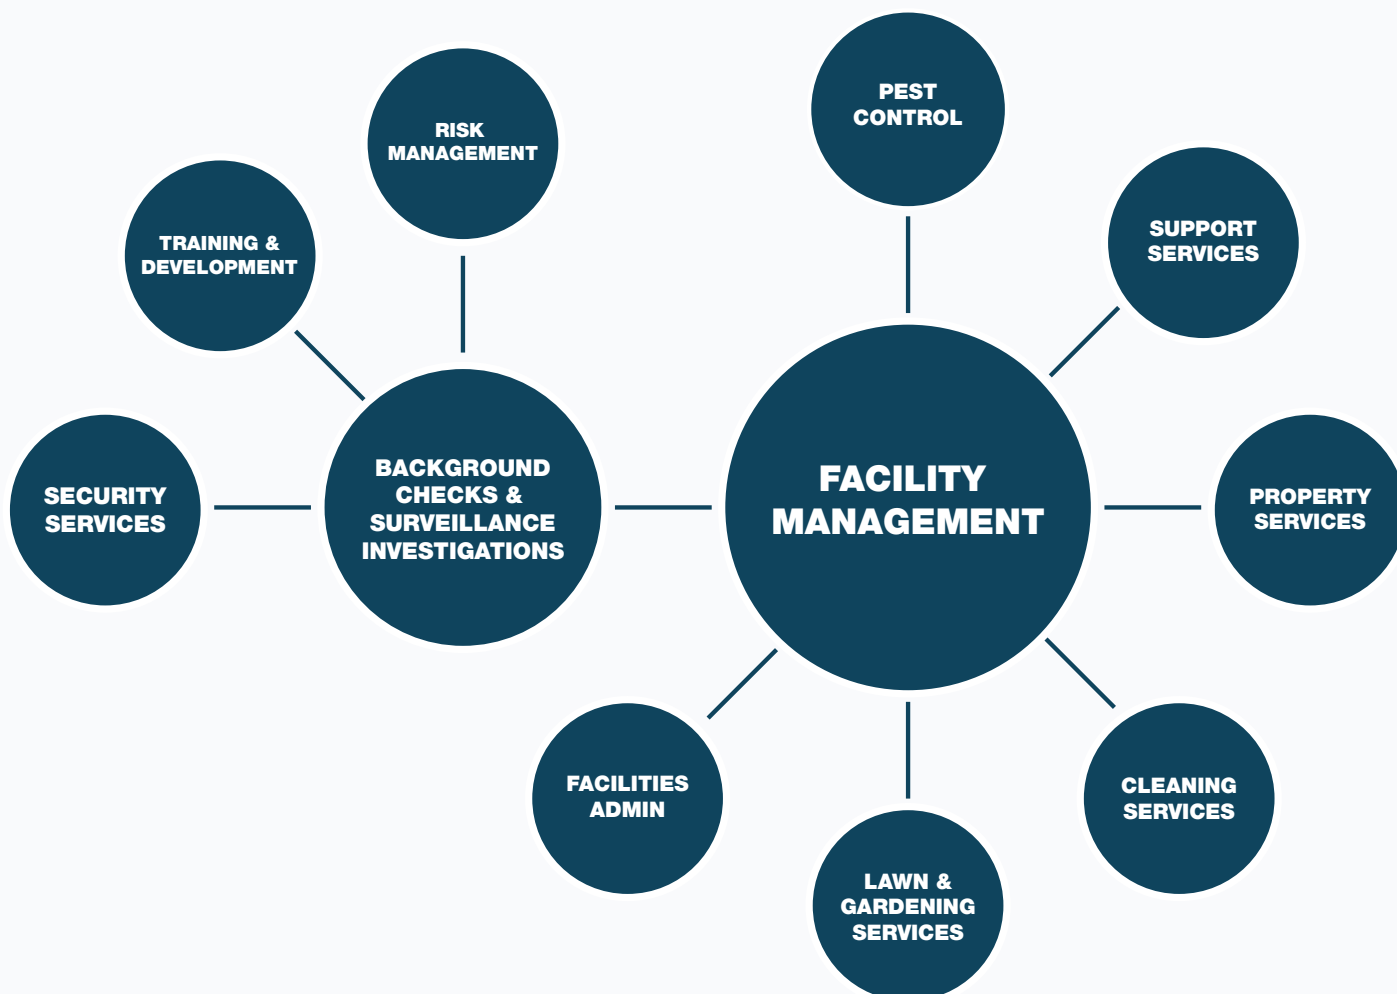 PEST
CONTROL
RISK
MANAGEMENT
SUPPORT
SERVICES
TRAINING &
DEVELOPMENT
BACKGROUND
CHECKS &
SURVEILLANCE
INVESTIGATIONS
FACILITY
MANAGEMENT
SECURITY
SERVICES
PROPERTY
SERVICES
FACILITIES
ADMIN
CLEANING
SERVICES
LAWN &
GARDENING
SERVICES